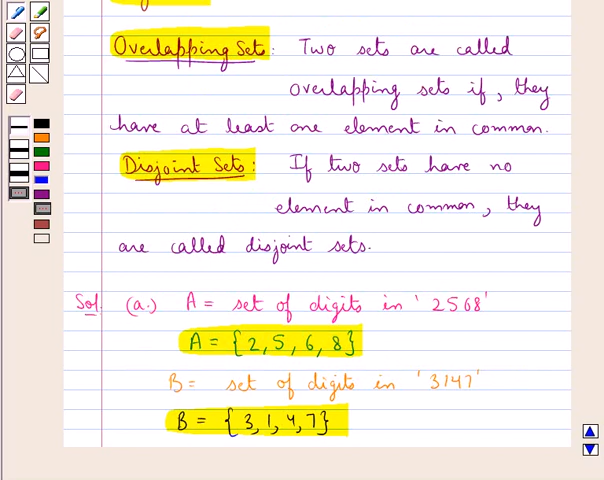 Overlapping Sets: Two sets are called
overlapping sets if, they
have at least one element in common.
Disjoint Sets: If two sets have no
element in common, they
are called disjoint sets.
Sol. (a.) A = set of digits in '2568'
A = {2, 5, 6, 8}
B = set of digits in '3147'
B = {3, 1, 4, 7}